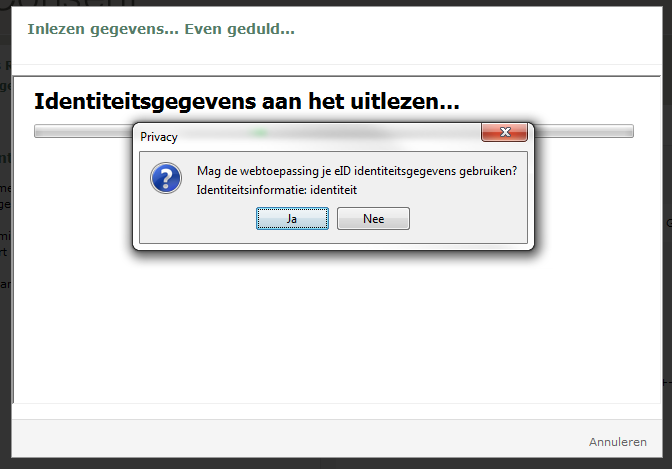 Inlezen gegevens... Even geduld...
Identiteitsgegevens aan het uitlezen...
Privacy
Mag de webtoepassing je eID identiteitsgegevens gebruiken?
Identiteitsinformatie: identiteit
Ja
Nee
Annuleren